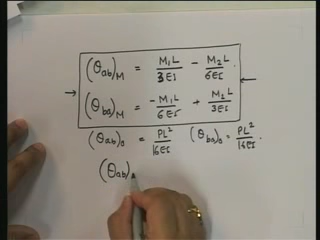 (θab)M = M1L/3EI - M2L/6EI
(θba)M = -M1L/6EI + M2L/3EI
(θab)0 = PL²/16EI (θba)0 = PL²/16EI.
(θab)